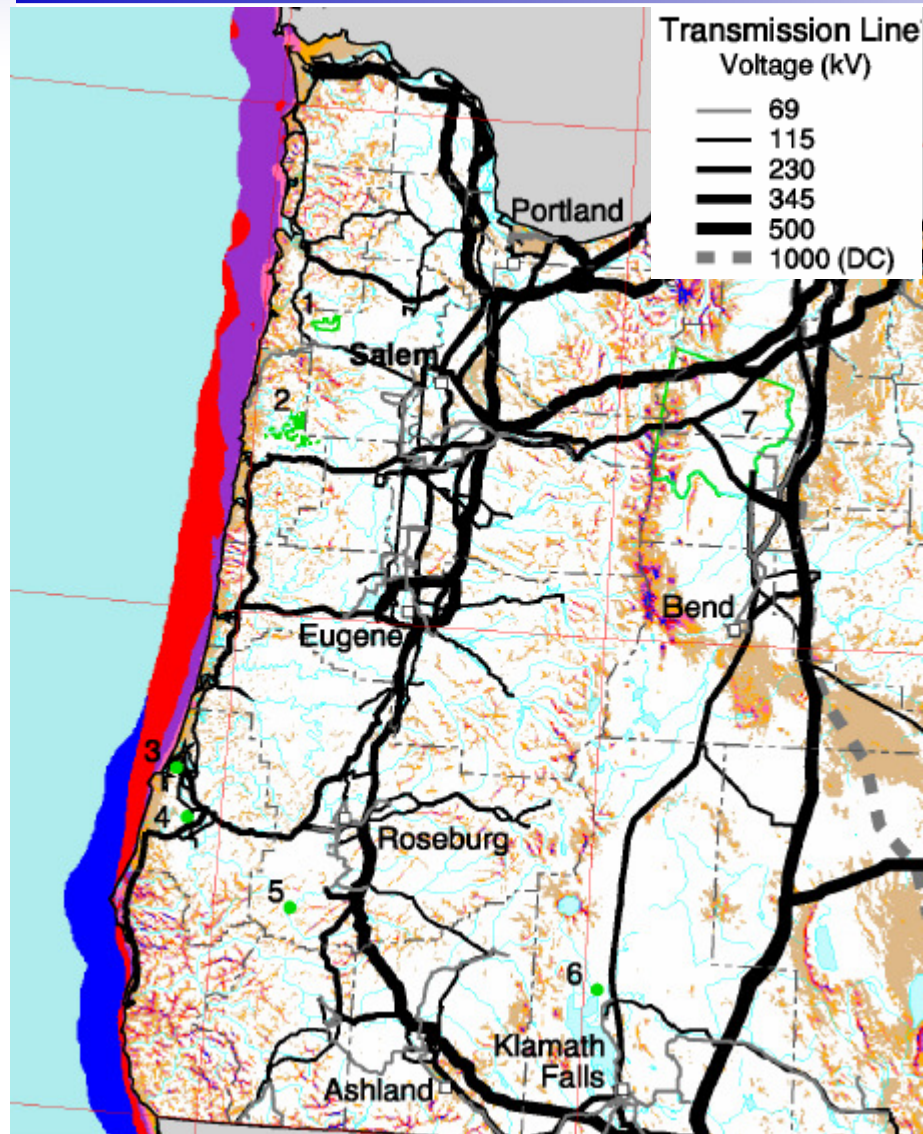 Transmission Line
Voltage (kV)
69
115
230
345
500
1000 (DC)
Portland
1
Salem
2
7
Bend
Eugene
3
4
Roseburg
5
6
Klamath
Falls
Ashland